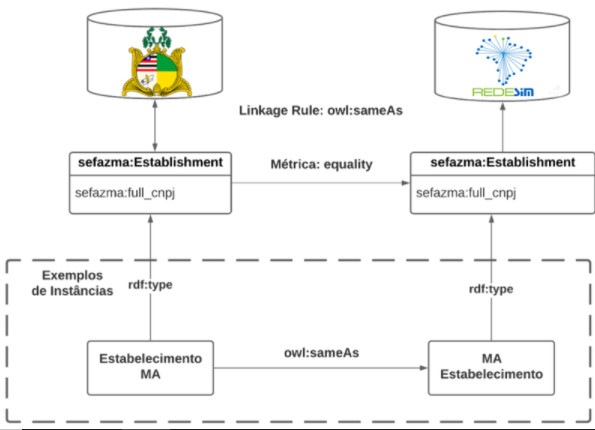 REDESIM
Linkage Rule: owl:sameAs
sefazma:Establishment
sefazma:full_cnpj
Métrica: equality
sefazma:Establishment
sefazma:full_cnpj
Exemplos
de Instâncias
rdf:type
rdf:type
Estabelecimento
MA
owl:sameAs
MA
Estabelecimento